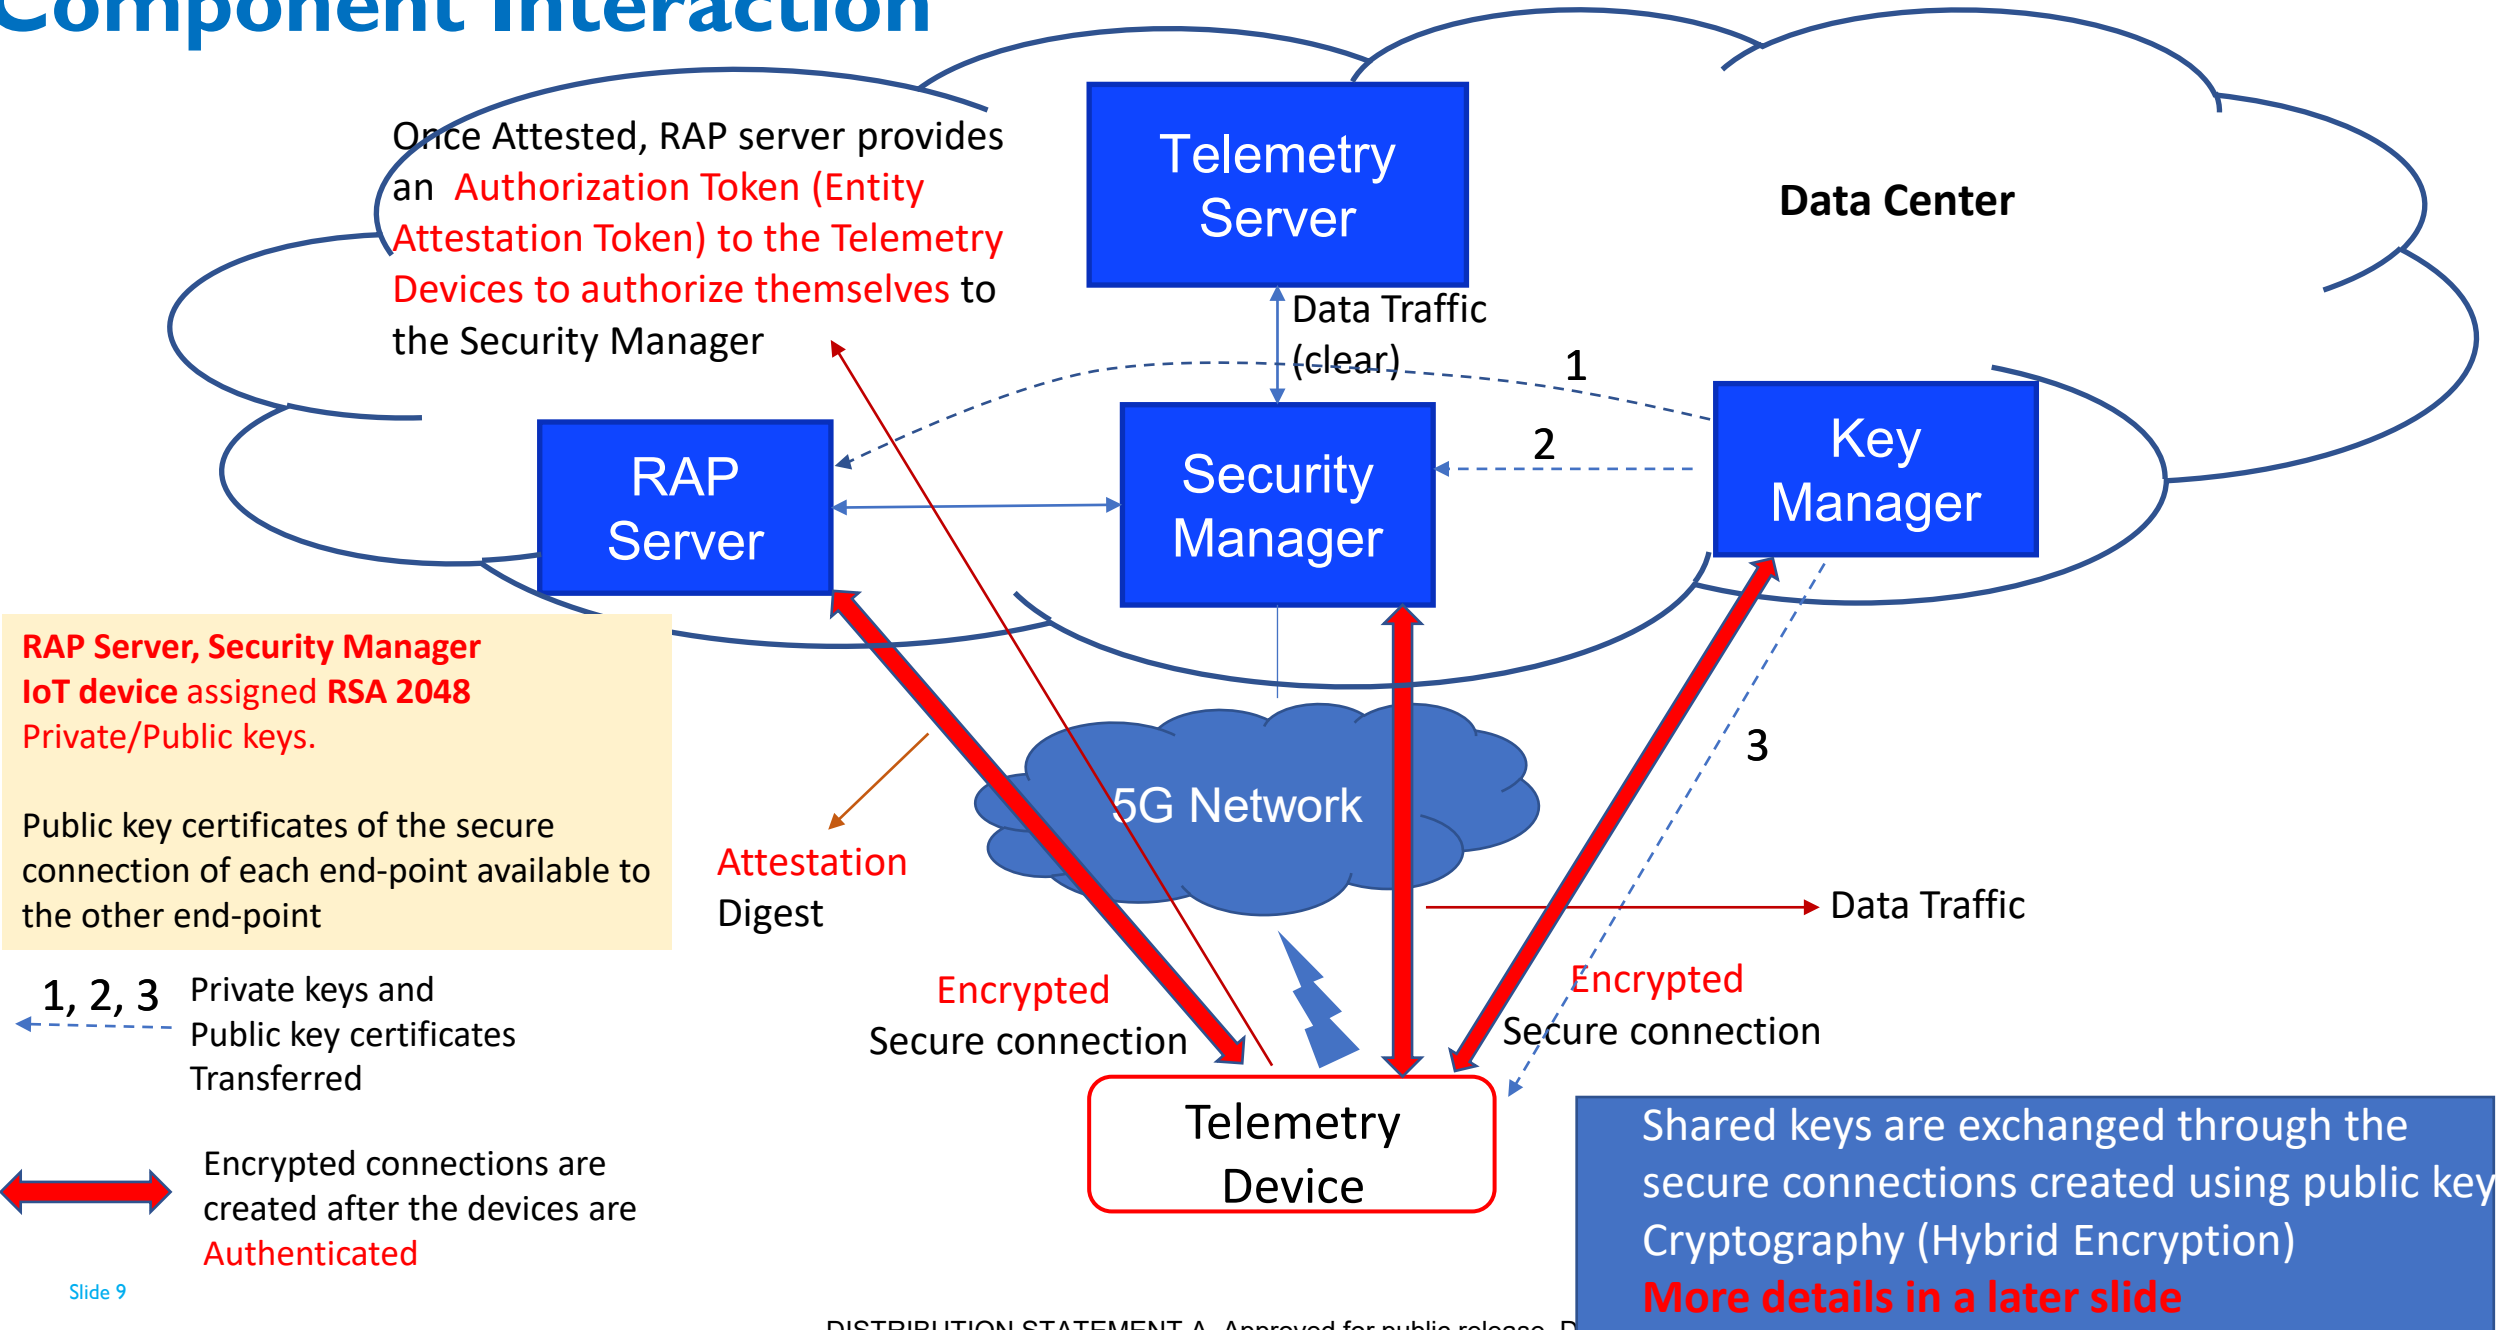 Component Interaction
Once Attested, RAP server provides
an Authorization Token (Entity
Attestation Token) to the Telemetry
Devices to authorize themselves to
the Security Manager
Telemetry
Server
Data Center
Data Traffic
(clear)
1
2
RAP
Server
Security
Manager
Key
Manager
RAP Server, Security Manager
IoT device assigned RSA 2048
Private/Public keys.
Public key certificates of the secure
connection of each end-point available to
the other end-point
3
5G Network
Attestation
Digest
Data Traffic
Encrypted
Secure connection
Encrypted
Secure connection
1, 2, 3
Private keys and
Public key certificates
Transferred
Telemetry
Device
Encrypted connections are
created after the devices are
Authenticated
Shared keys are exchanged through the
secure connections created using public key
Cryptography (Hybrid Encryption)
More details in a later slide
Slide 9
DISTRIBUTION STATEMENT A. Approved for public release. D